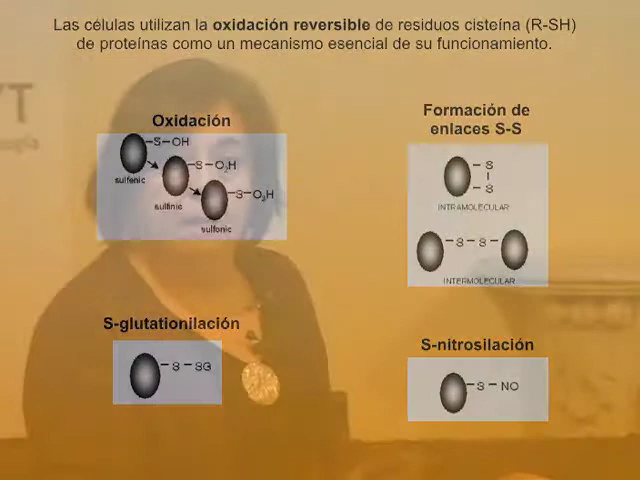 Las células utilizan la oxidación reversible de residuos cisteína (R-SH)
de proteínas como un mecanismo esencial de su funcionamiento.
Oxidación
S-OH
sulfenic
S-O2H
sulfinic
S-O3H
sulfonic
Formación de
enlaces S-S
S
S
INTRAMOLECULAR
S-S
INTERMOLECULAR
S-glutationilación
S-SG
S-nitrosilación
S-NO